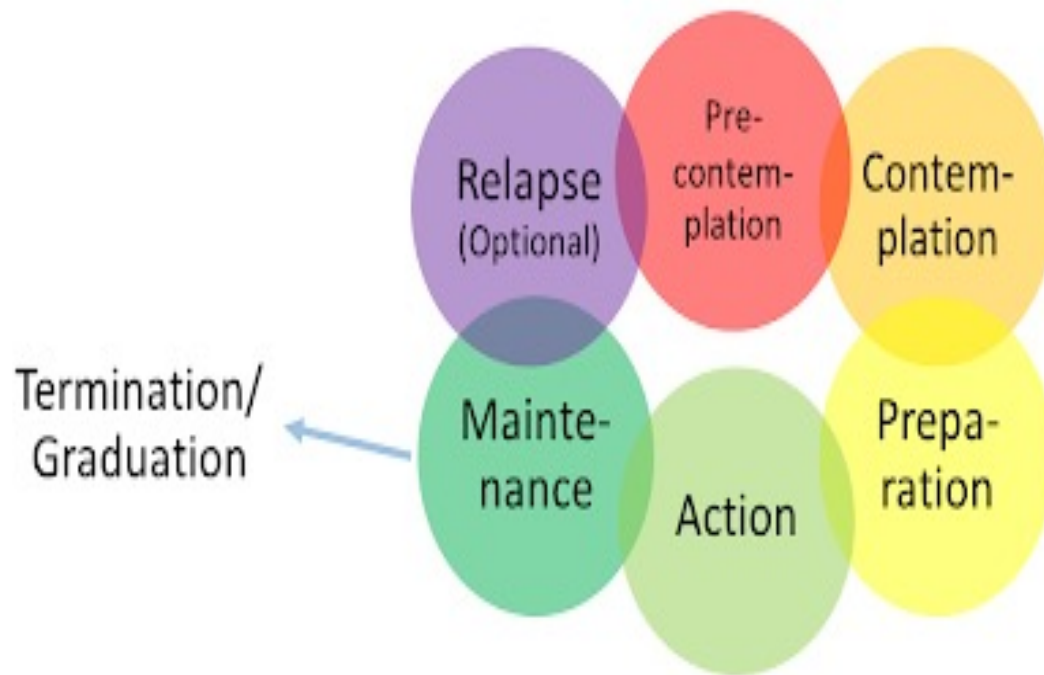 Relapse
(Optional)
Pre-
contem-
plation
Contem-
plation
Termination/
Graduation
Mainte-
nance
Action
Prepa-
ration